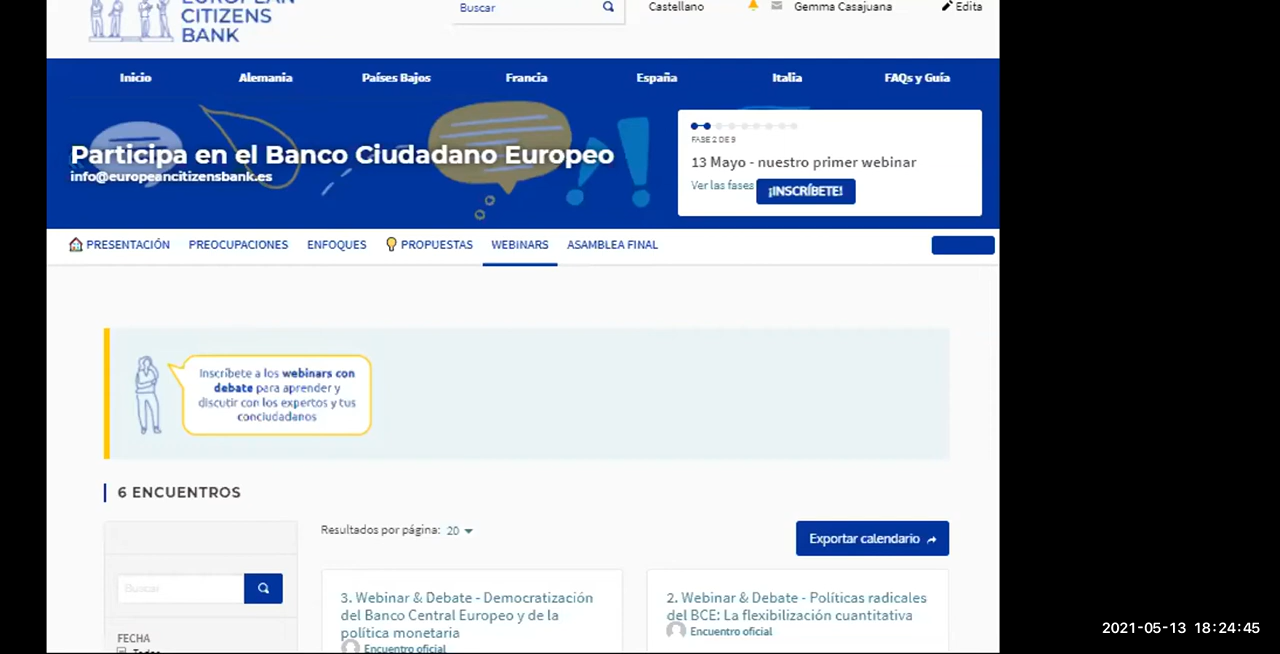 EUROPEAN
CITIZENS
BANK
Buscar
Castellano
Gemma Casajuana
Edita
Inicio
Alemania
Países Bajos
Francia
España
Italia
FAQs y Guía
Participa en el Banco Ciudadano Europeo
info@europeancitizensbank.es
FASE 2 DE 9
13 Mayo - nuestro primer webinar
Ver las fases
¡INSCRÍBETE!
PRESENTACIÓN
PREOCUPACIONES
ENFOQUES
PROPUESTAS
WEBINARS
ASAMBLEA FINAL
Inscríbete a los webinars con
debate para aprender y
discutir con los expertos y tus
conciudadanos
6 ENCUENTROS
Resultados por página: 20
Exportar calendario
Buscar
FECHA
Todos
3. Webinar & Debate - Democratización
del Banco Central Europeo y de la
política monetaria
Encuentro oficial
2. Webinar & Debate - Políticas radicales
del BCE: La flexibilización cuantitativa
Encuentro oficial
2021-05-13 18:24:45